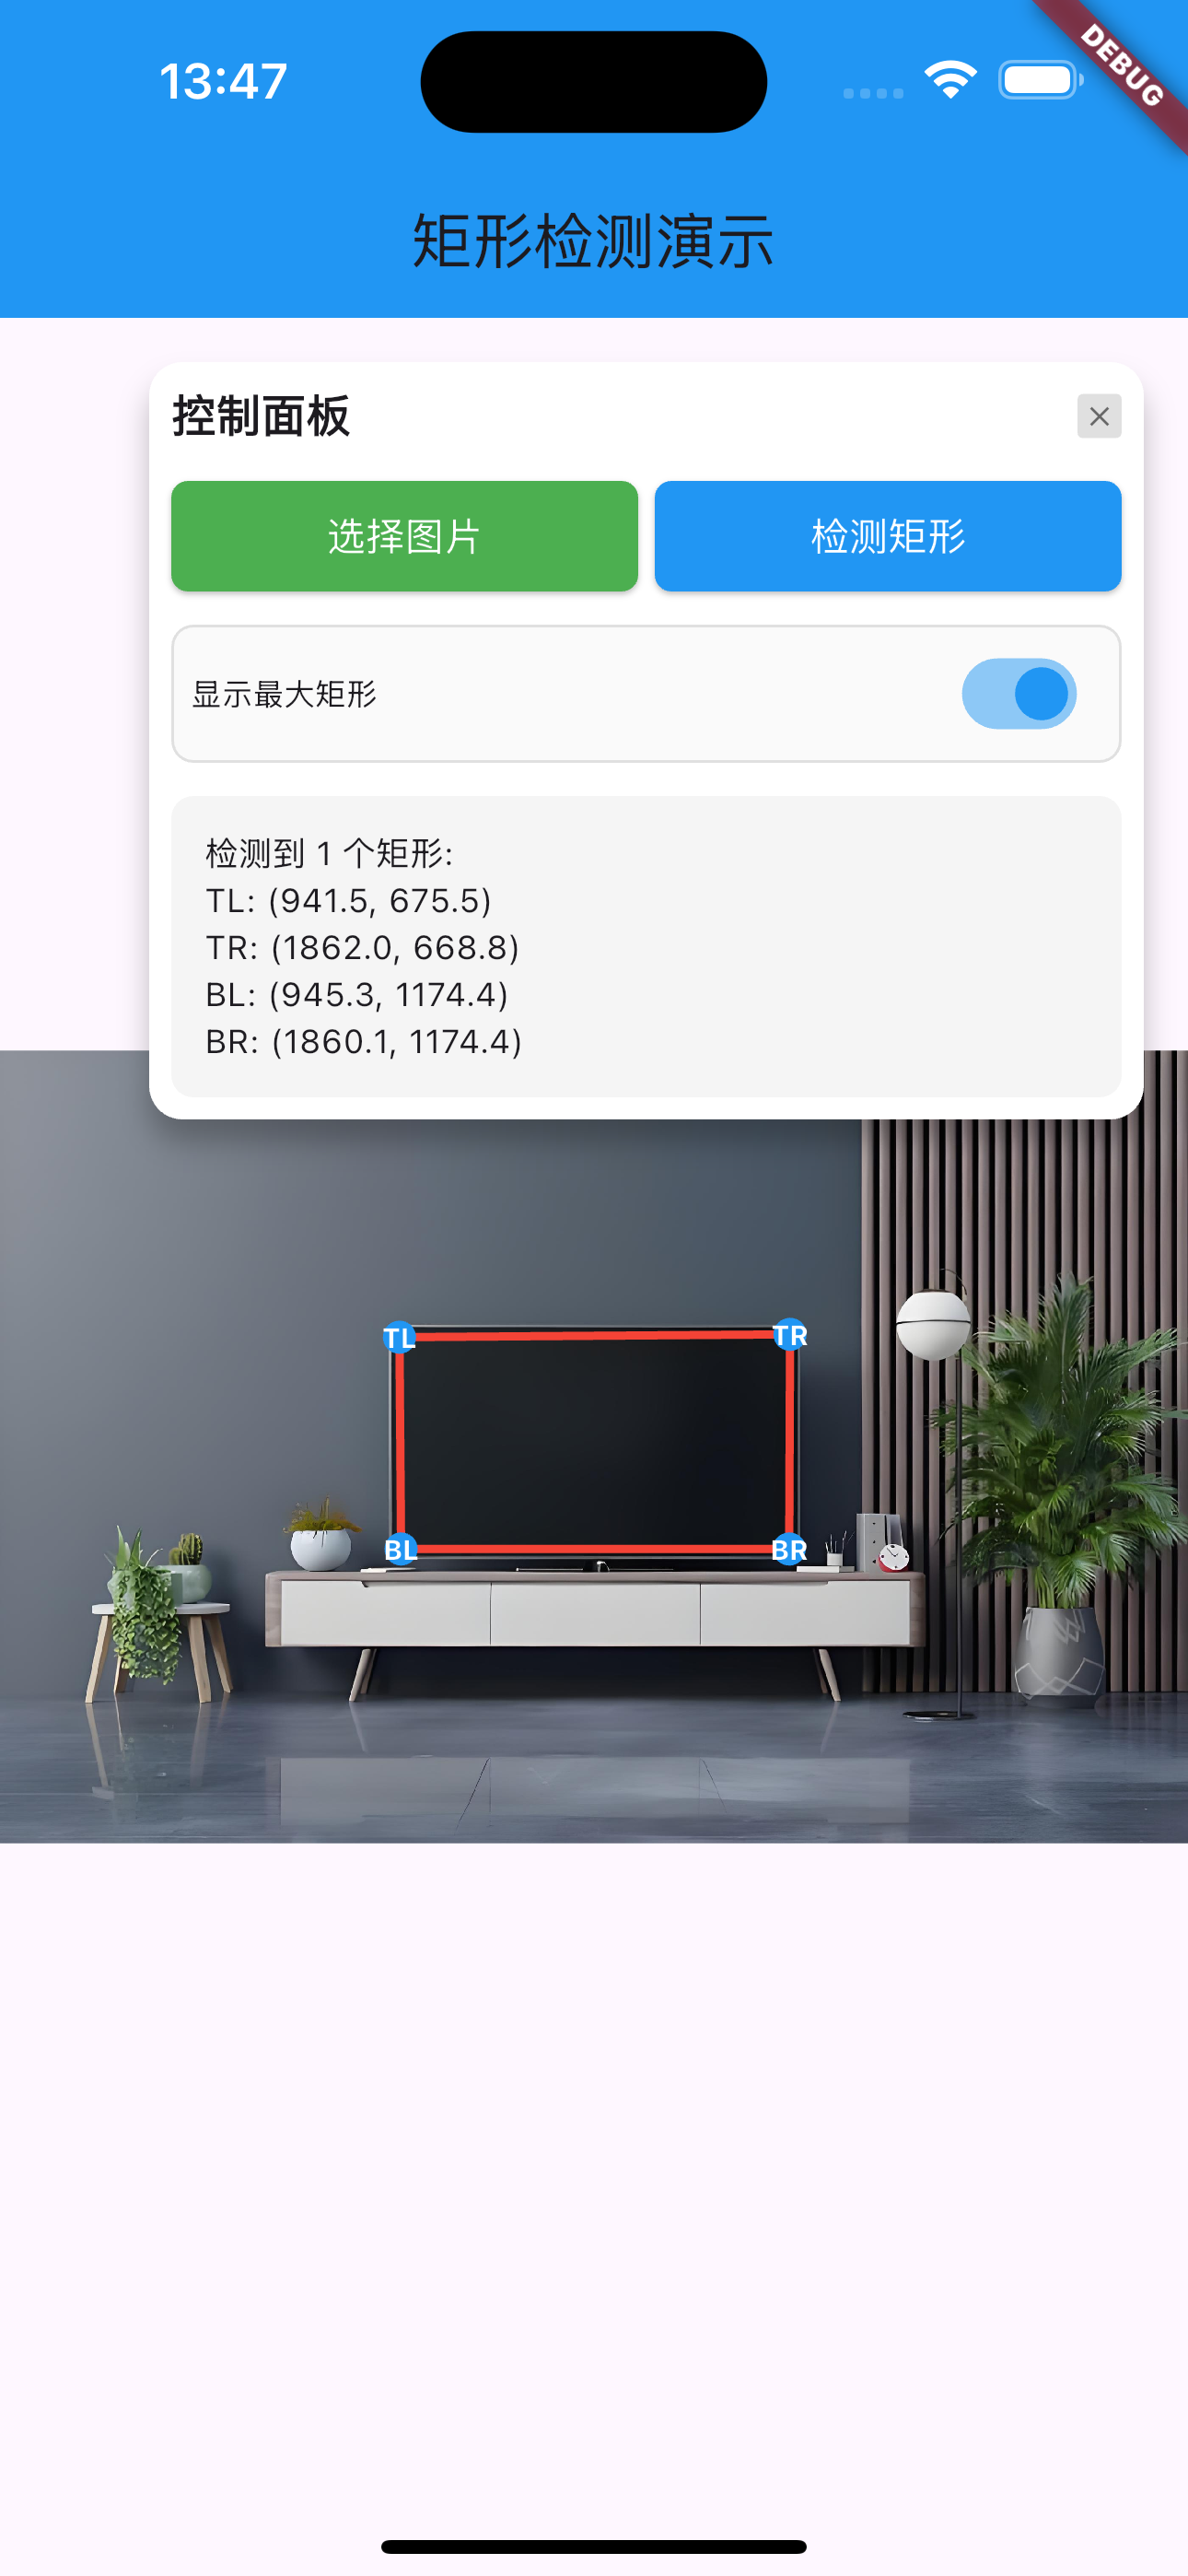 13:47
DEBUG
矩形检测演示
控制面板
选择图片
检测矩形
显示最大矩形
检测到 1 个矩形:
TL: (941.5, 675.5)
TR: (1862.0, 668.8)
BL: (945.3, 1174.4)
BR: (1860.1, 1174.4)
TL
TR
BL
BR